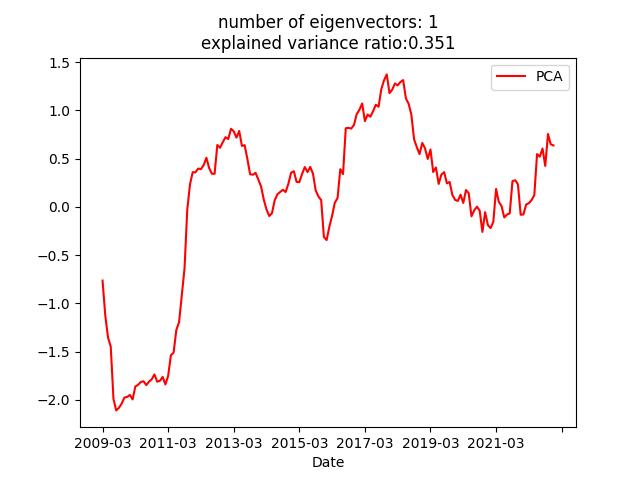 number of eigenvectors: 1
explained variance ratio:0.351
PCA
1.5
1.0
0.5
0.0
−0.5
−1.0
−1.5
−2.0
2009-03 2011-03 2013-03 2015-03 2017-03 2019-03 2021-03
Date